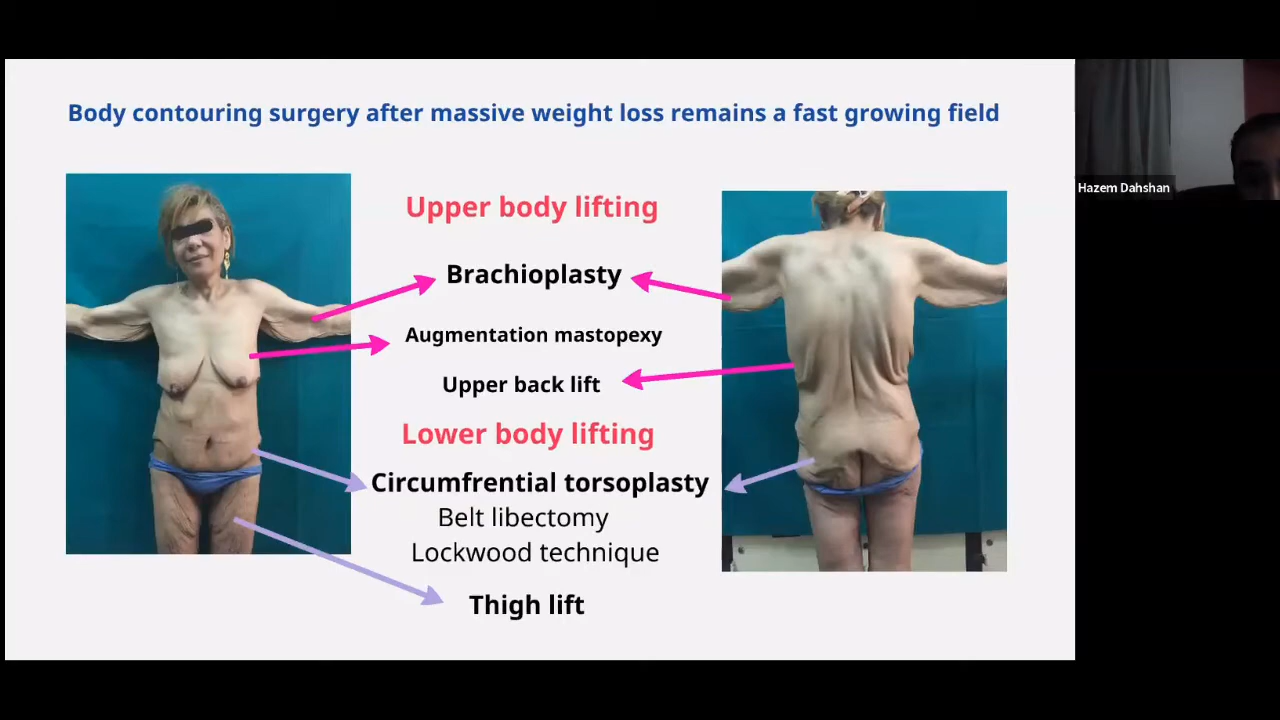 Body contouring surgery after massive weight loss remains a fast growing field
Upper body lifting
Brachioplasty
Augmentation mastopexy
Upper back lift
Lower body lifting
Circumfrential torsoplasty
Belt libectomy
Lockwood technique
Thigh lift
Hazem Dahshan